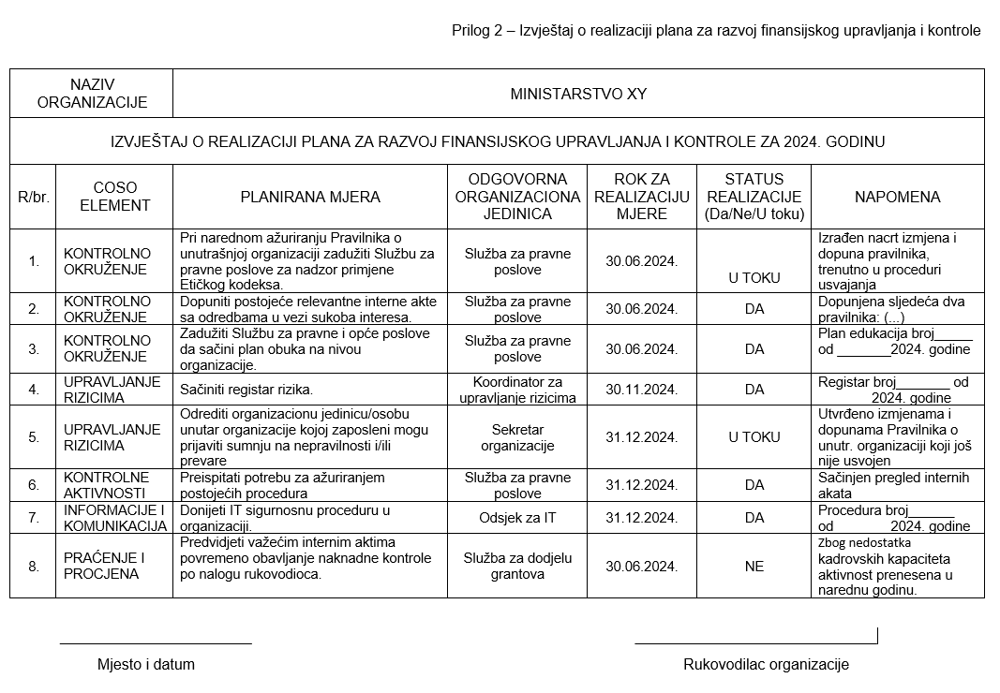 Prilog 2 – Izvještaj o realizaciji plana za razvoj finansijskog upravljanja i kontrole
NAZIV
ORGANIZACIJE
MINISTARSTVO XY
IZVJEŠTAJ O REALIZACIJI PLANA ZA RAZVOJ FINANSIJSKOG UPRAVLJANJA I KONTROLE ZA 2024. GODINU
R/br.
COSO
ELEMENT
PLANIRANA MJERA
ODGOVORNA
ORGANIZACIONA
JEDINICA
ROK ZA
REALIZACIJU
MJERE
STATUS
REALIZACIJE
(Da/Ne/U toku)
NAPOMENA
1.
KONTROLNO
OKRUŽENJE
Pri narednom ažuriranju Pravilnika o
unutrašnjoj organizaciji zadužiti Službu za
pravne poslove za nadzor primjene
Etičkog kodeksa.
Služba za pravne
poslove
30.06.2024.
U TOKU
Izrađen nacrt izmjena i
dopuna pravilnika,
trenutno u proceduri
usvajanja
2.
KONTROLNO
OKRUŽENJE
Dopuniti postojeće relevantne interne akte
sa odredbama u vezi sukoba interesa.
Služba za pravne
poslove
30.06.2024.
DA
Dopunjena sljedeća dva
pravilnika: (...)
3.
KONTROLNO
OKRUŽENJE
Zadužiti Službu za pravne i opće poslove
da sačini plan obuka na nivou
organizacije.
Služba za pravne
poslove
30.06.2024.
DA
Plan edukacija broj_____
od _______2024. godine
4.
UPRAVLJANJE
RIZICIMA
Sačiniti registar rizika.
Koordinator za
upravljanje rizicima
30.11.2024.
DA
Registar broj_______ od
_______2024. godine
5.
UPRAVLJANJE
RIZICIMA
Odrediti organizacionu jedinicu/osobu
unutar organizacije kojoj zaposleni mogu
prijaviti sumnju na nepravilnosti i/ili
prevare
Sekretar
organizacije
31.12.2024.
U TOKU
Utvrđeno izmjenama i
dopunama Pravilnika o
unutr. organizaciji koji još
nije usvojen
6.
KONTROLNE
AKTIVNOSTI
Preispitati potrebu za ažuriranjem
postojećih procedura
Služba za pravne
poslove
31.12.2024.
DA
Sačinjen pregled internih
akata
7.
INFORMACIJE I
KOMUNIKACIJA
Donijeti IT sigurnosnu proceduru u
organizaciji.
Odsjek za IT
31.12.2024.
DA
Procedura broj______
od_______2024. godine
8.
PRAĆENJE I
PROCJENA
Predvidjeti važećim internim aktima
povremeno obavljanje naknadne kontrole
po nalogu rukovodioca.
Služba za dodjelu
grantova
30.06.2024.
NE
Zbog nedostatka
kadrovskih kapaciteta
aktivnost prenesena u
narednu godinu.
Mjesto i datum
Rukovodilac organizacije